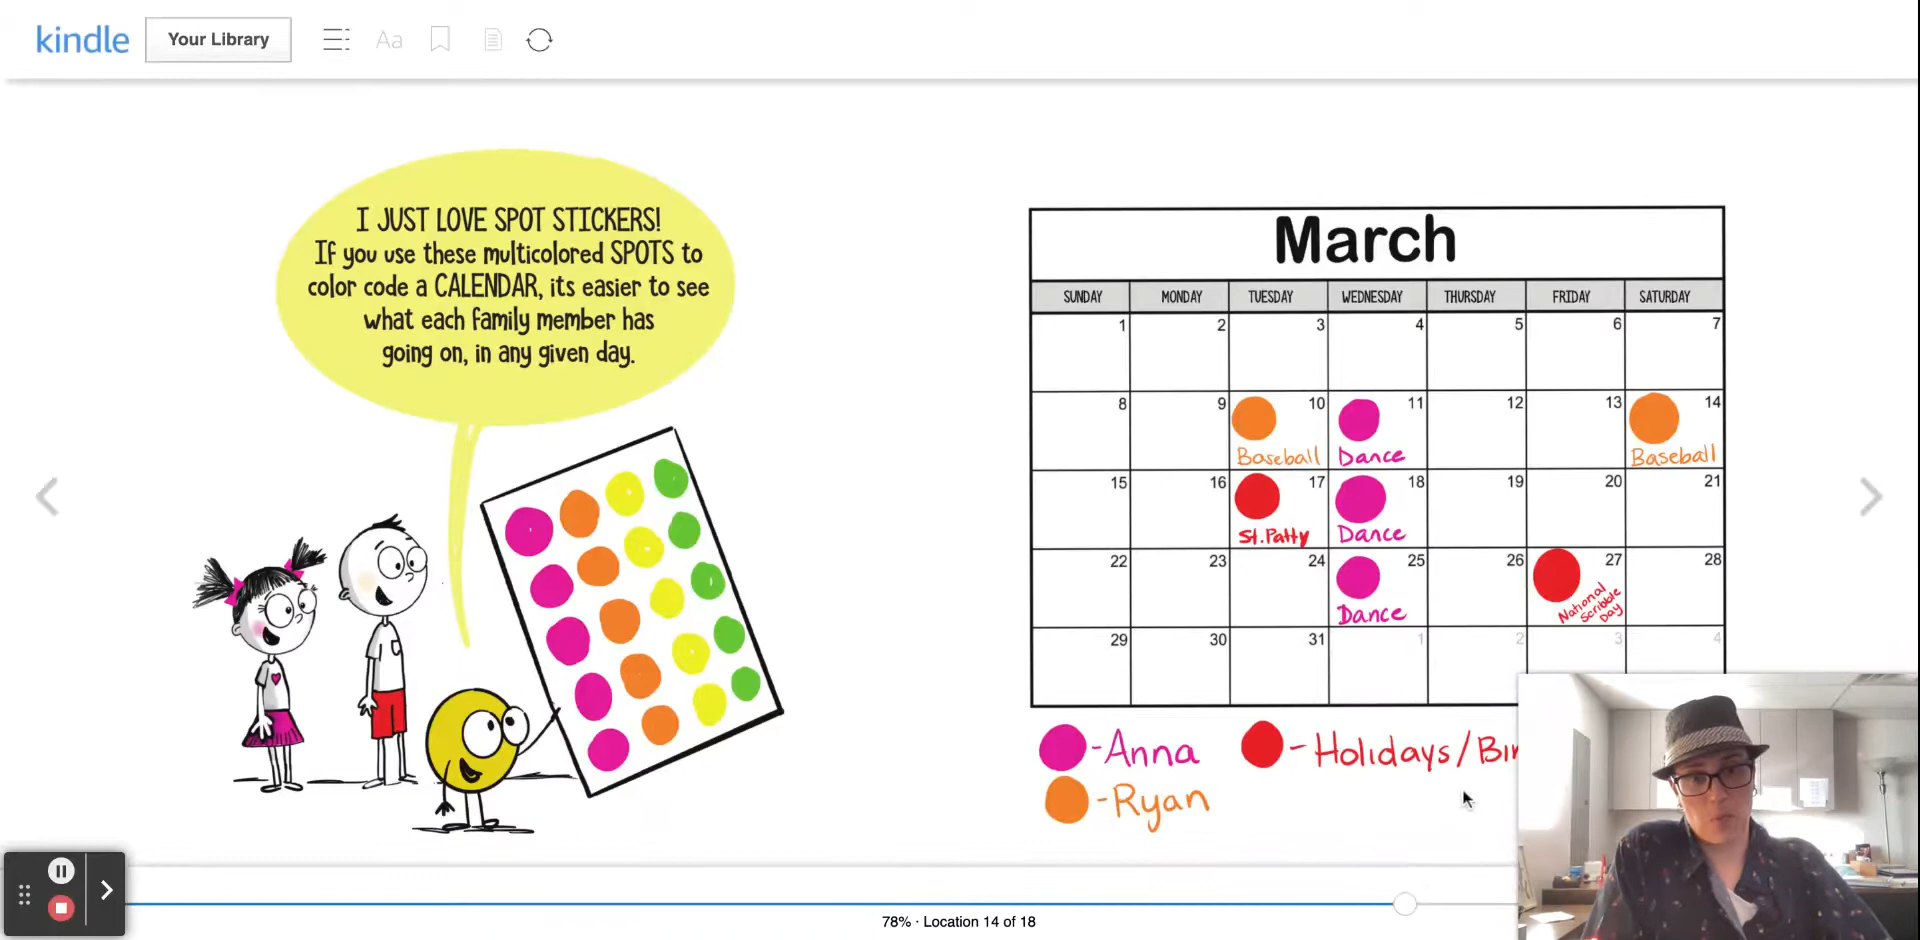 kindle
Your Library
Aa
I JUST LOVE SPOT STICKERS!
If you use these multicolored SPOTS to
color code a CALENDAR, its easier to see
what each family member has
going on, in any given day.
March
SUNDAY MONDAY TUESDAY WEDNESDAY THURSDAY FRIDAY SATURDAY
1 2 3 4 5 6 7
8 9 10 11 12 13 14
Baseball Dance Baseball
15 16 17 18 19 20 21
St. Patty Dance
22 23 24 25 26 27 28
Dance National
Scribble
Day
29 30 31 1 2 3 4
-Anna - Holidays/Bir
-Ryan
78% · Location 14 of 18